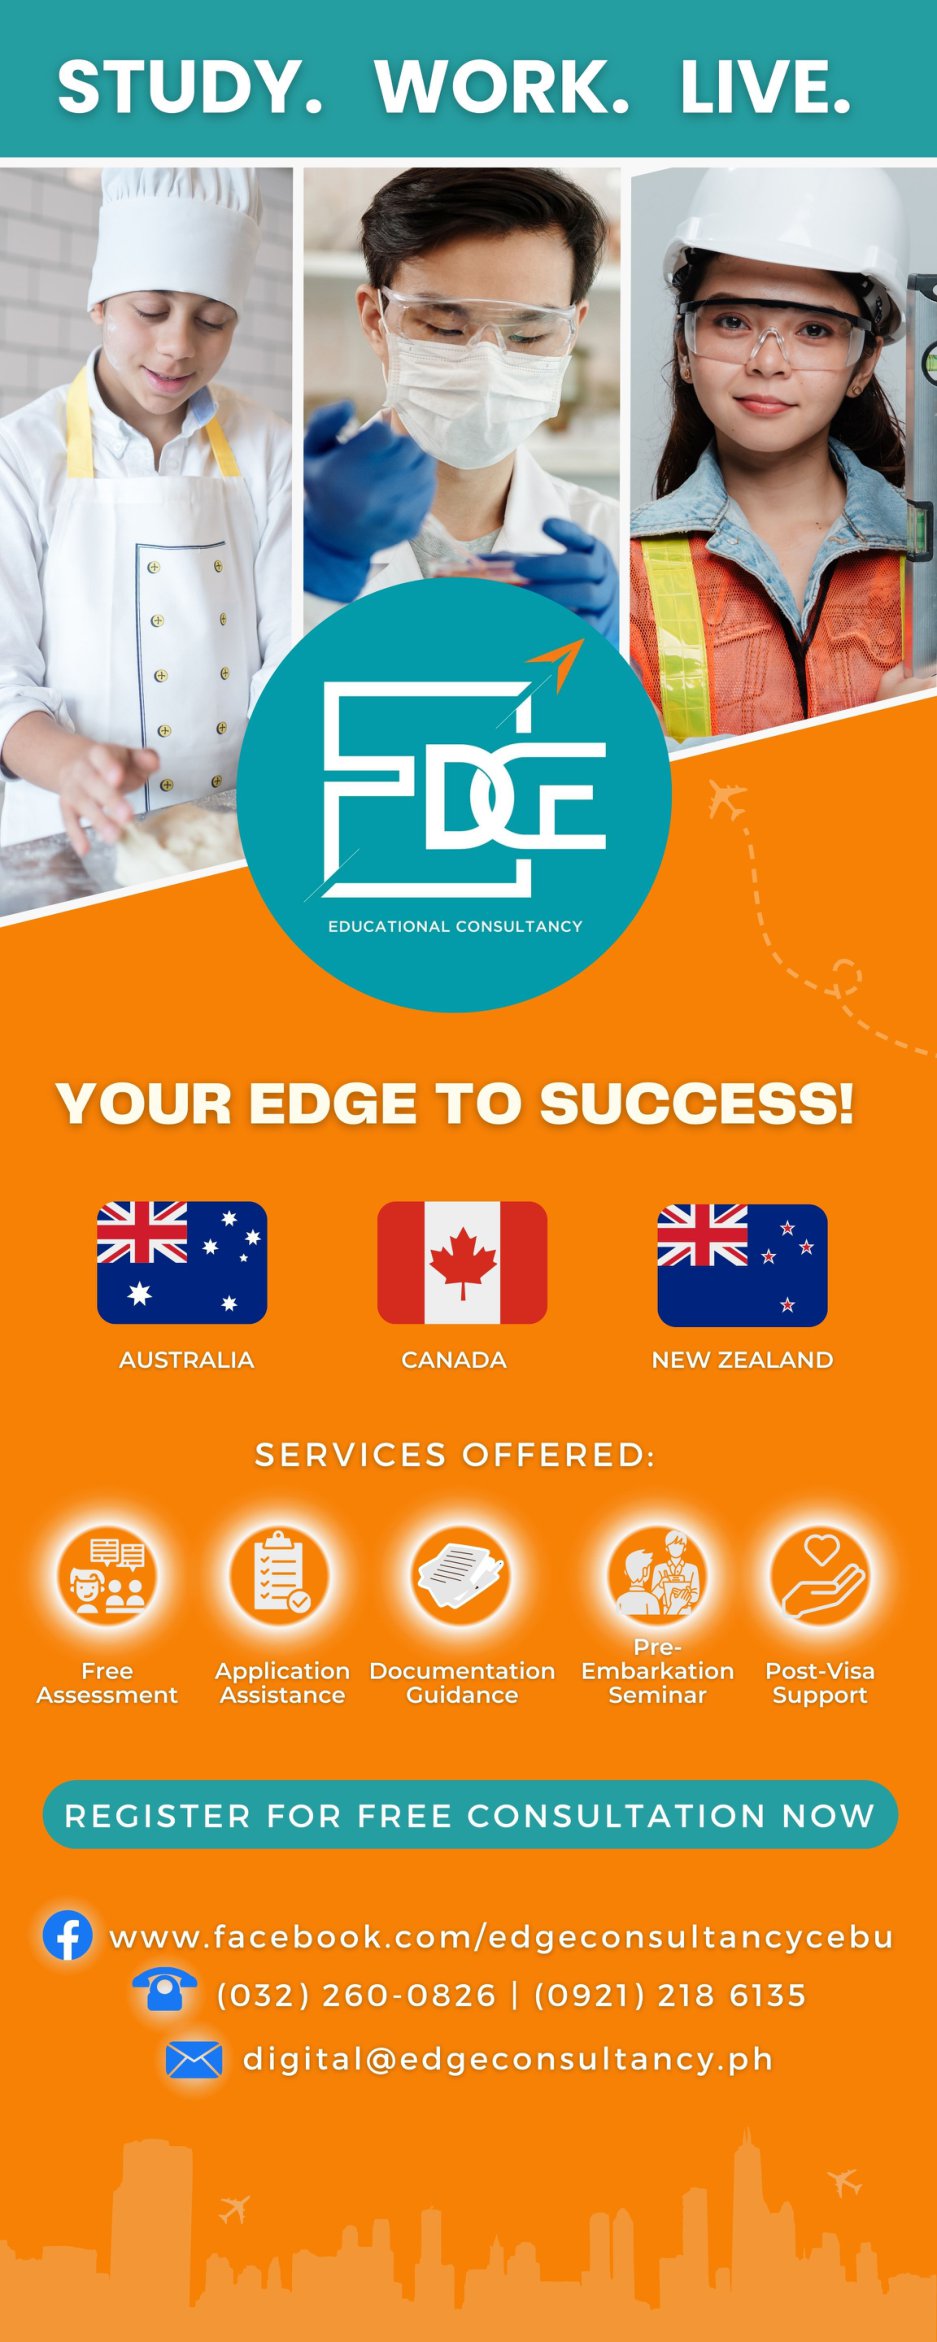 STUDY. WORK. LIVE.
EDGE
EDUCATIONAL CONSULTANCY
YOUR EDGE TO SUCCESS!
AUSTRALIA
CANADA
NEW ZEALAND
SERVICES OFFERED:
Free
Assessment
Application
Assistance
Documentation
Guidance
Pre-
Embarkation
Seminar
Post-Visa
Support
REGISTER FOR FREE CONSULTATION NOW
www.facebook.com/edgeconsultancycebu
(032) 260-0826 | (0921) 218 6135
digital@edgeconsultancy.ph